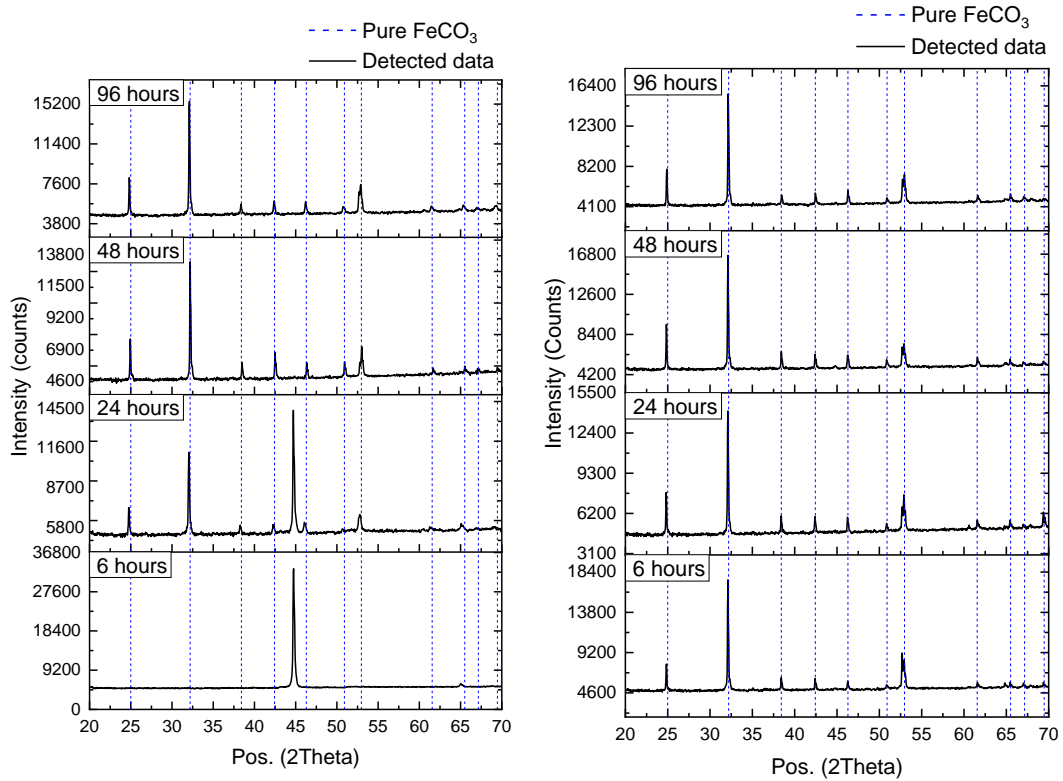 Pure FeCO3
Detected data
96 hours
15200
11400
7600
3800
48 hours
13800
11500
9200
6900
4600
24 hours
14500
11600
8700
5800
6 hours
36800
27600
18400
9200
0
20 25 30 35 40 45 50 55 60 65 70
Pos. (2Theta)
Intensity (counts)
Pure FeCO3
Detected data
96 hours
16400
12300
8200
4100
48 hours
16800
12600
8400
4200
24 hours
15500
12400
9300
6200
3100
6 hours
18400
13800
9200
4600
20 25 30 35 40 45 50 55 60 65 70
Pos. (2Theta)
Intensity (Counts)